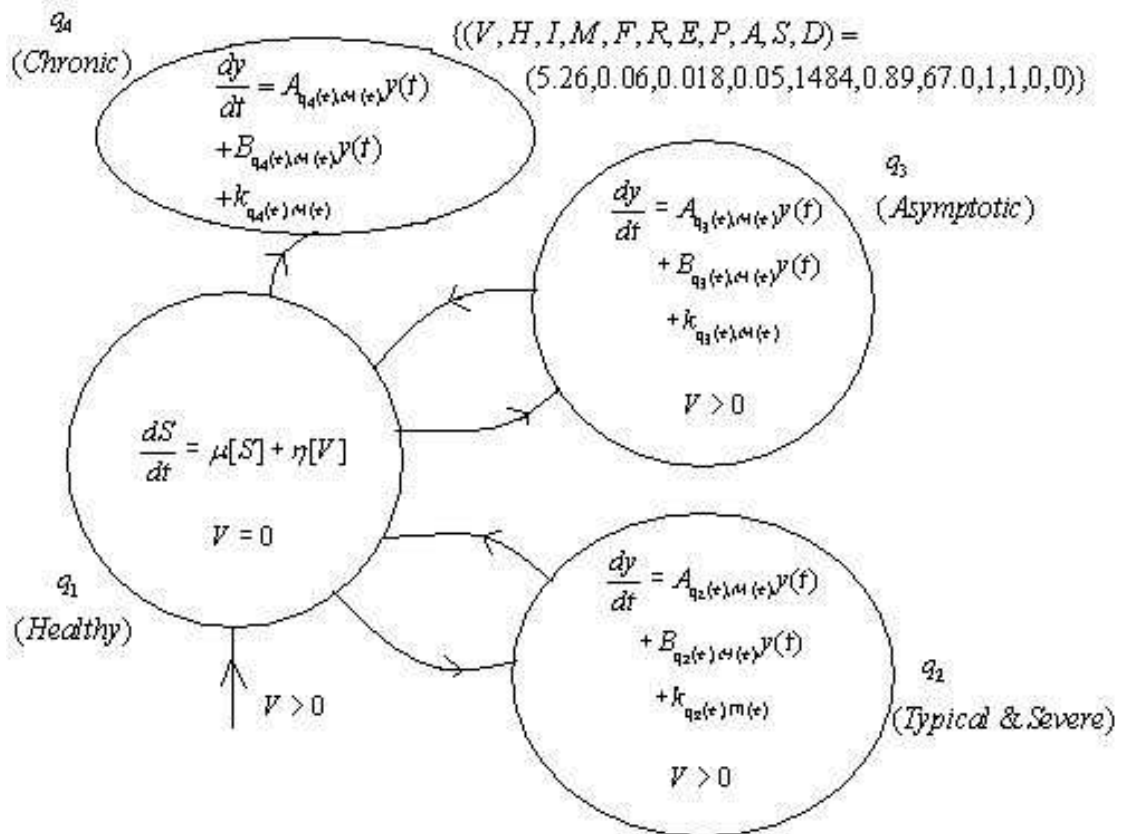 q₄
(Chronic)
{(V,H,I,M,F,R,E,P,A,S,D) =
(5.26,0.06,0.018,0.05,1484,0.89,67.0,1,1,0,0)}
dy/dt = A_{q₄(t),M(t)} y(t)
+ B_{q₄(t),M(t)} y(t)
+ k_{q₄(t) M(t)}
q₃
(Asymptotic)
dy/dt = A_{q₃(t),M(t)} y(t)
+ B_{q₃(t),M(t)} y(t)
+ k_{q₃(t),M(t)}
V > 0
dS/dt = μ[S] + η[V]
V = 0
q₁
(Healthy)
V > 0
dy/dt = A_{q₂(t),M(t)} y(t)
+ B_{q₂(t) M(t)} y(t)
+ k_{q₂(t) m(t)}
V > 0
q₂
(Typical & Severe)